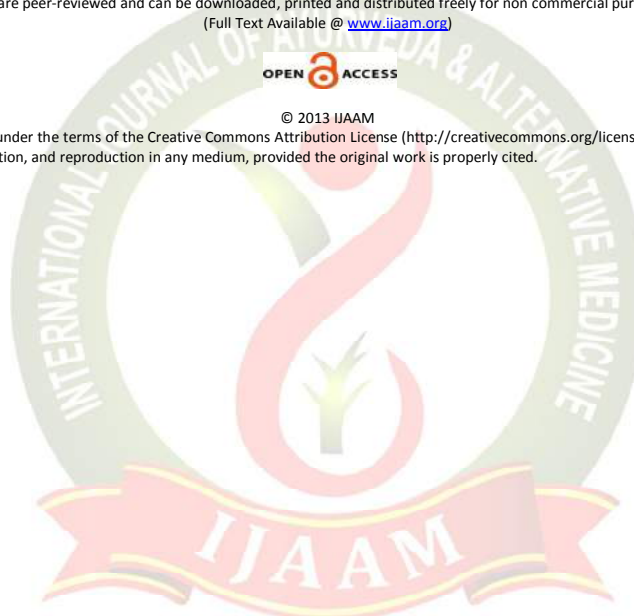 are peer-reviewed and can be downloaded, printed and distributed freely for non commercial pur
(Full Text Available @ www.ijaam.org)
OPEN ACCESS
© 2013 IJAAM
under the terms of the Creative Commons Attribution License (http://creativecommons.org/licens
tion, and reproduction in any medium, provided the original work is properly cited.
INTERNATIONAL JOURNAL OF AYURVEDA & ALTERNATIVE MEDICINE
IJAAM